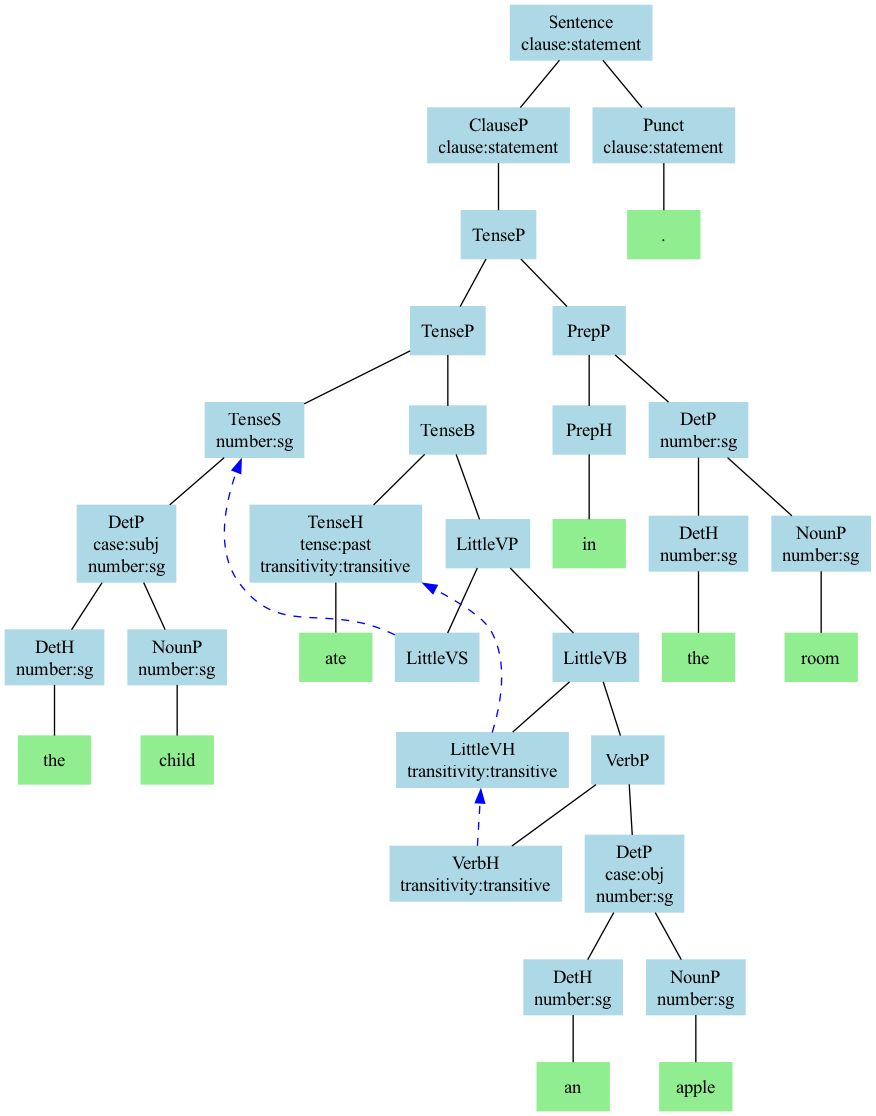 Sentence
clause:statement
ClauseP
clause:statement
Punct
clause:statement
TenseP
.
TenseP
PrepP
TenseS
number:sg
TenseB
PrepH
DetP
number:sg
DetP
case:subj
number:sg
TenseH
tense:past
transitivity:transitive
LittleVP
in
DetH
number:sg
NounP
number:sg
DetH
number:sg
NounP
number:sg
ate
LittleVS
LittleVB
the
room
the
child
LittleVH
transitivity:transitive
VerbP
VerbH
transitivity:transitive
DetP
case:obj
number:sg
DetH
number:sg
NounP
number:sg
an
apple